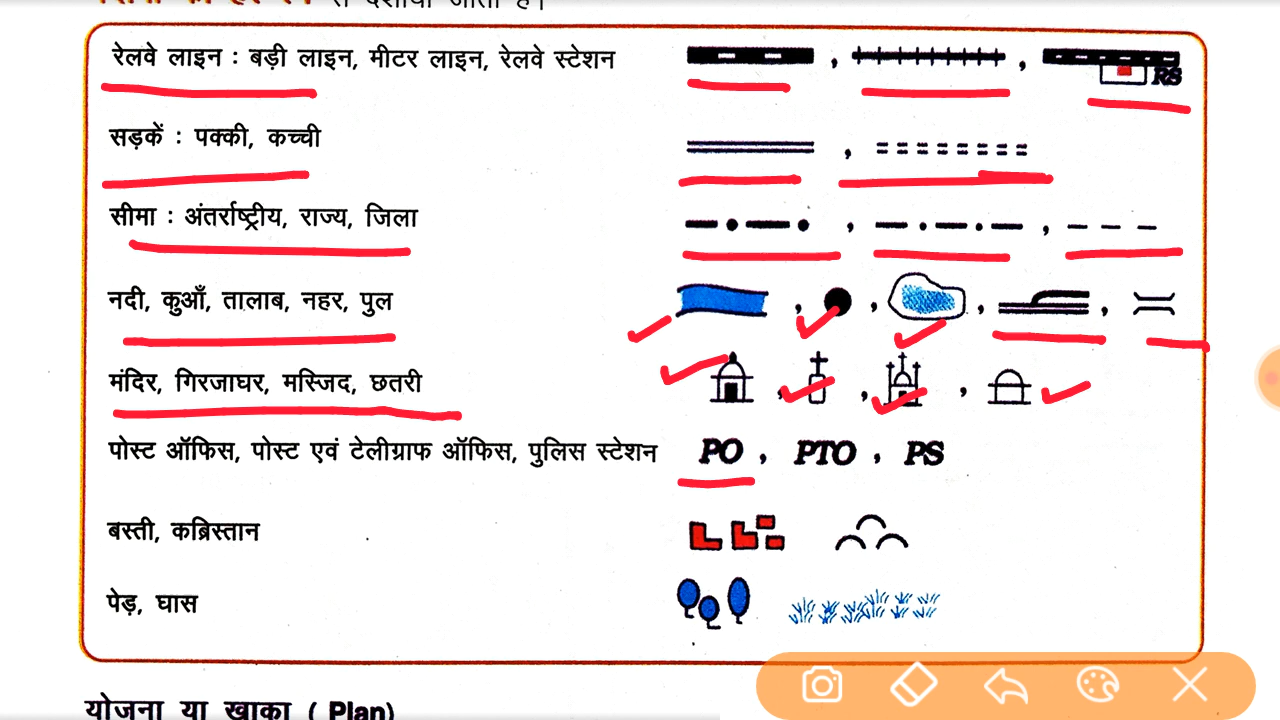 से दर्शाया जाता है।
रेलवे लाइन : बड़ी लाइन, मीटर लाइन, रेलवे स्टेशन , , RS
सड़कें : पक्की, कच्ची ,
सीमा : अंतर्राष्ट्रीय, राज्य, जिला , ,
नदी, कुआँ, तालाब, नहर, पुल , , , ,
मंदिर, गिरजाघर, मस्जिद, छतरी , , ,
पोस्ट ऑफिस, पोस्ट एवं टेलीग्राफ ऑफिस, पुलिस स्टेशन PO , PTO , PS
बस्ती, कब्रिस्तान
पेड़, घास
योजना या खाका ( Plan)